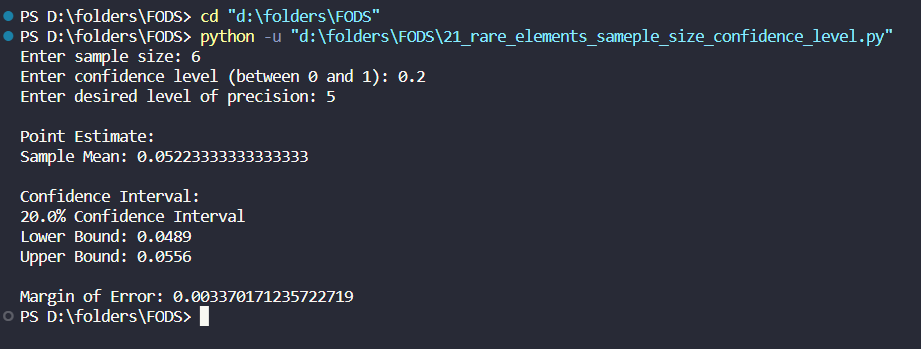 PS D:\folders\FODS> cd "d:\folders\FODS"
PS D:\folders\FODS> python -u "d:\folders\FODS\21_rare_elements_sameple_size_confidence_level.py"
Enter sample size: 6
Enter confidence level (between 0 and 1): 0.2
Enter desired level of precision: 5
Point Estimate:
Sample Mean: 0.05223333333333333
Confidence Interval:
20.0% Confidence Interval
Lower Bound: 0.0489
Upper Bound: 0.0556
Margin of Error: 0.003370171235722719
PS D:\folders\FODS>